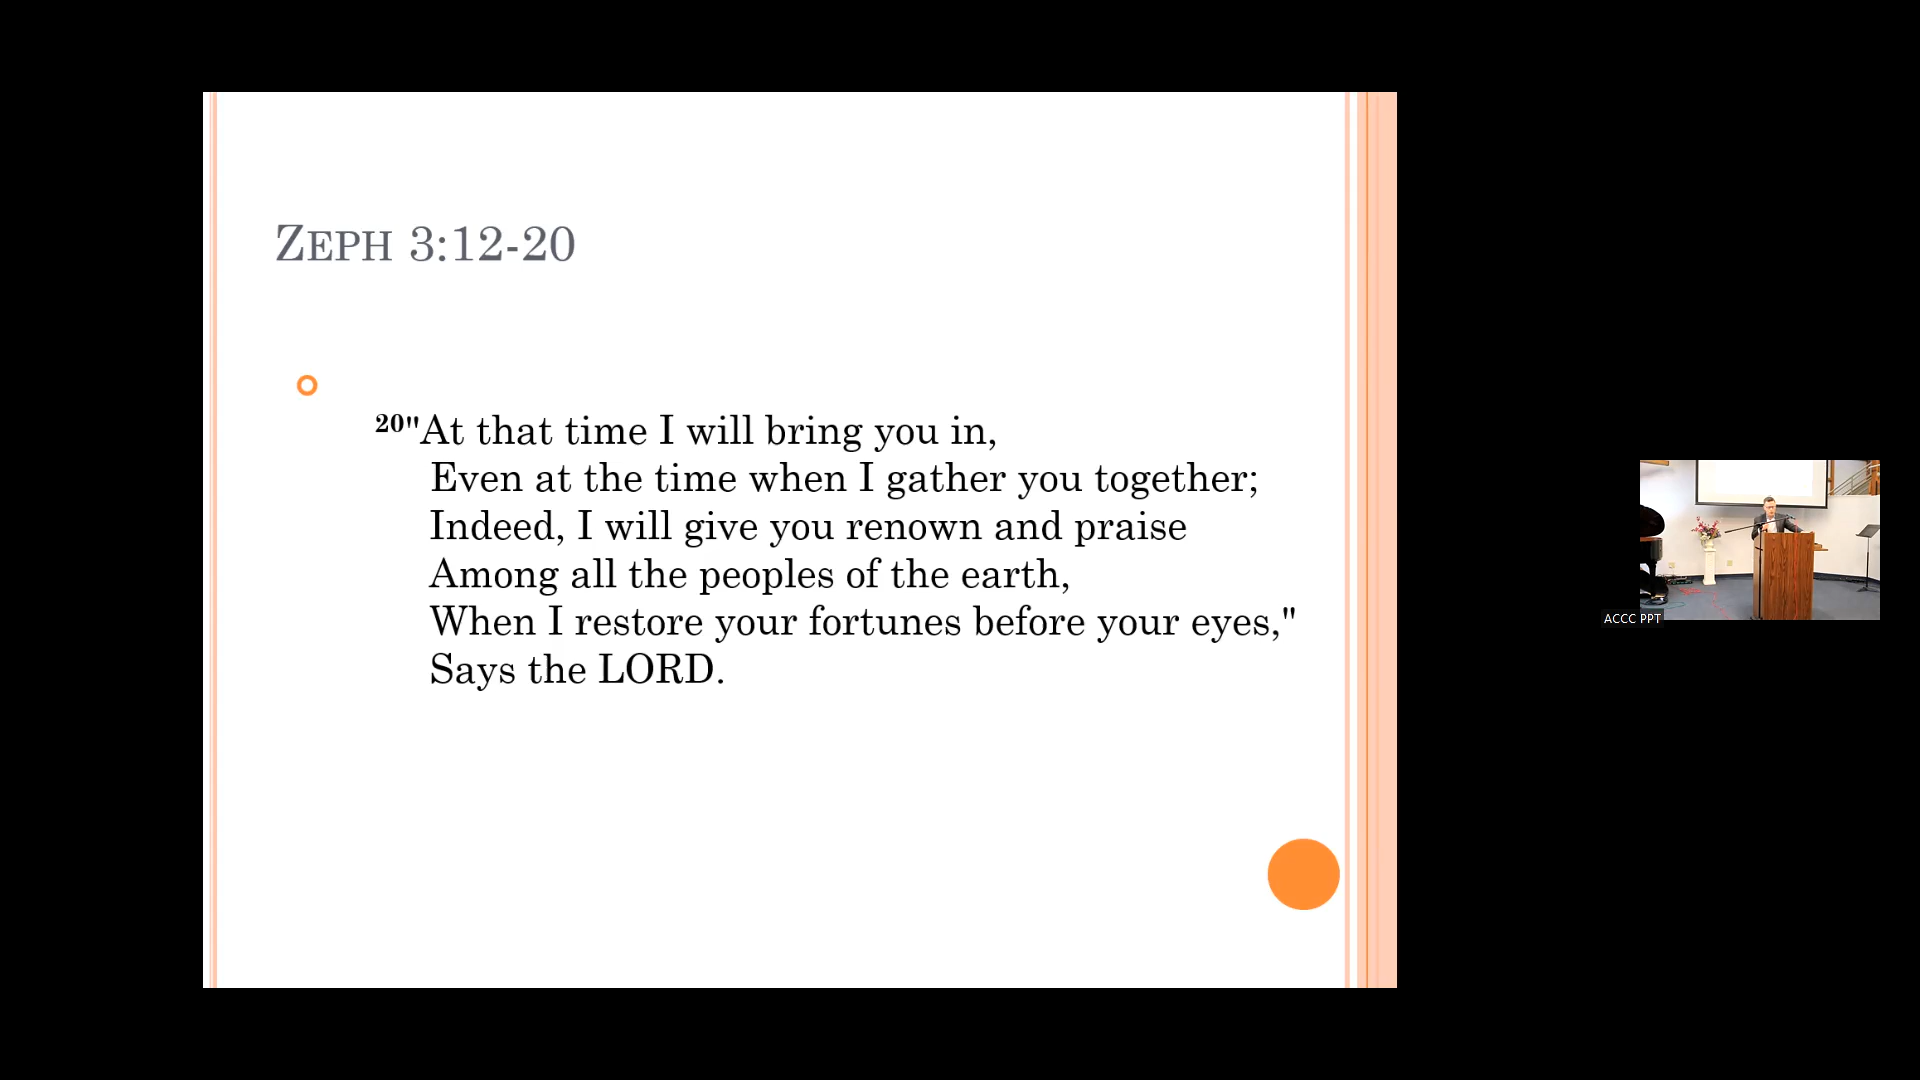 ZEPH 3:12-20
20"At that time I will bring you in,
Even at the time when I gather you together;
Indeed, I will give you renown and praise
Among all the peoples of the earth,
When I restore your fortunes before your eyes,"
Says the LORD.
ACCC PPT